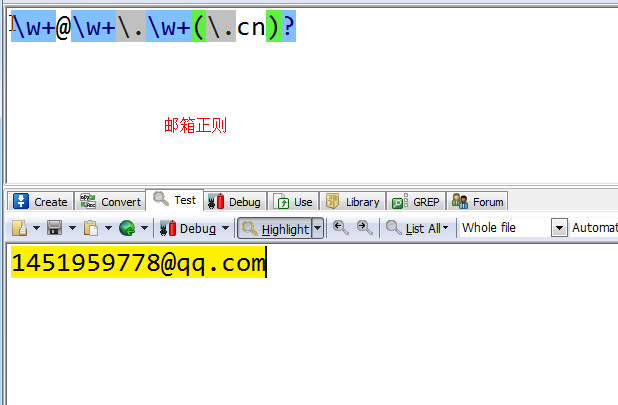 \w+@\w+\.\w+(\.cn)?
邮箱正则
Create Convert Test Debug Use Library GREP Forum
Debug Highlight List All Whole file Automat
1451959778@qq.com